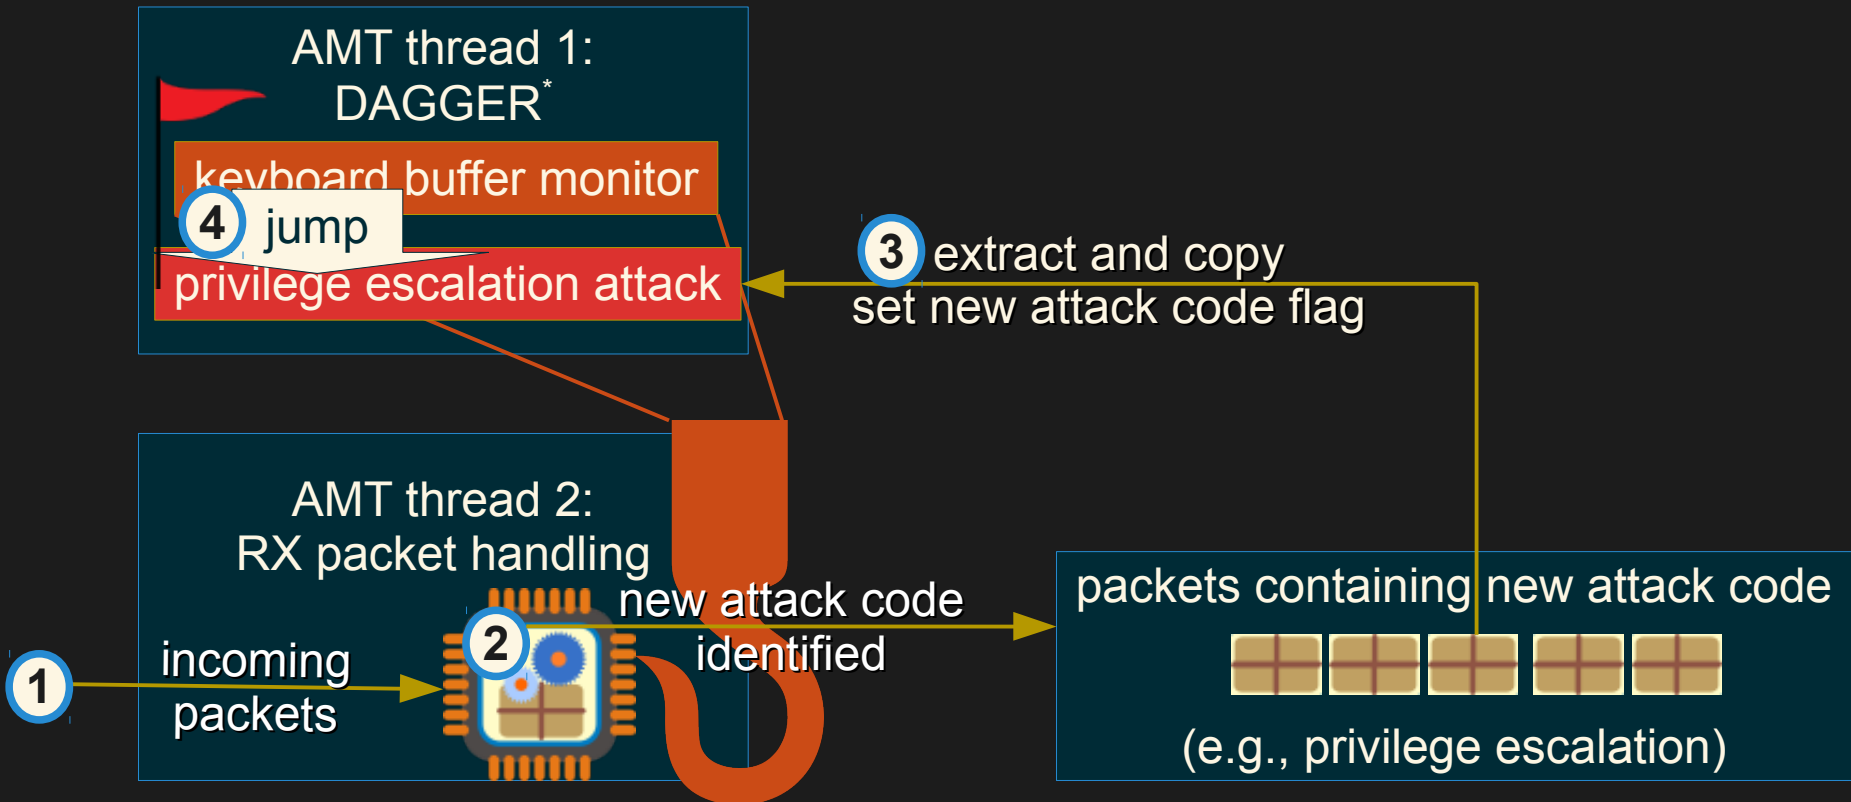 AMT thread 1:
DAGGER*
keyboard buffer monitor
4 jump
privilege escalation attack
3 extract and copy
set new attack code flag
AMT thread 2:
RX packet handling
new attack code
identified
2
1 incoming
packets
packets containing new attack code
(e.g., privilege escalation)